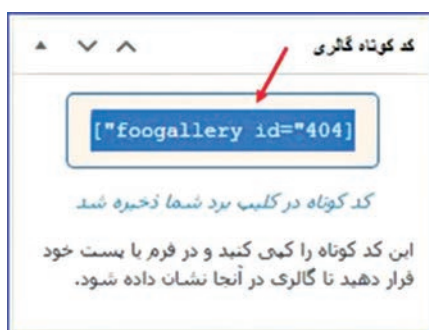 کد کوتاه گالری
["foogallery id="404]
کد کوتاه در کلیپ برد شما ذخیره شد
این کد کوتاه را کپی کنید و در فرم یا پست خود
قرار دهید تا گالری در آنجا نشان داده شود.